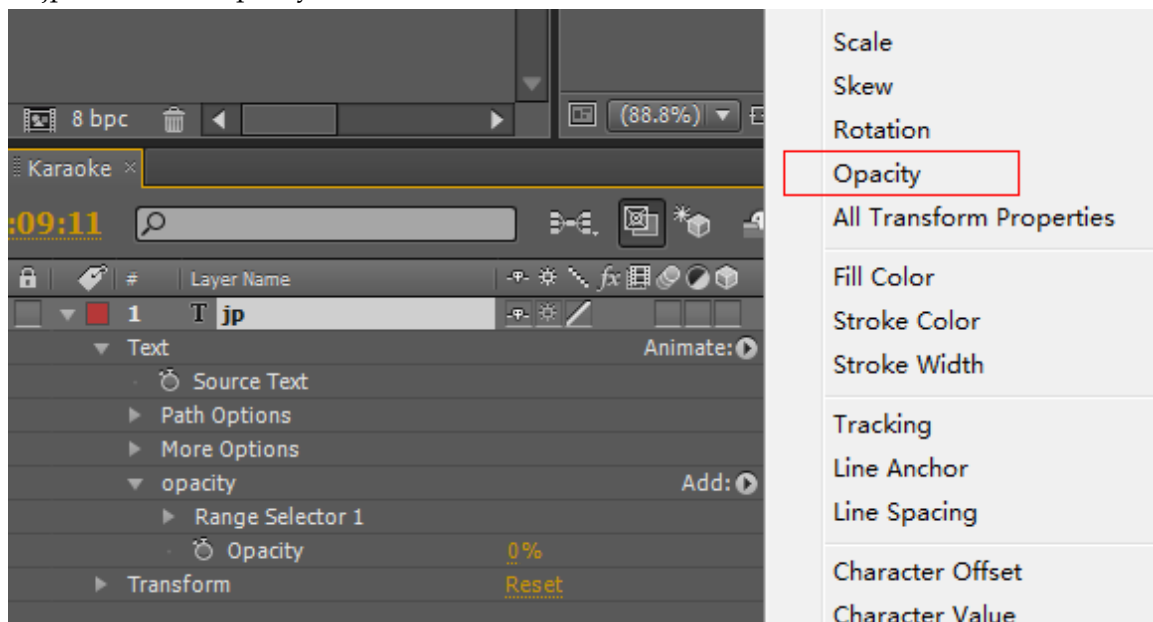 8 bpc
(88.8%)
Karaoke ×
:09:11
# Layer Name
fx
1 T jp
Text Animate:
Source Text
Path Options
More Options
opacity Add:
Range Selector 1
Opacity 0%
Transform Reset
Scale
Skew
Rotation
Opacity
All Transform Properties
Fill Color
Stroke Color
Stroke Width
Tracking
Line Anchor
Line Spacing
Character Offset
Character Value